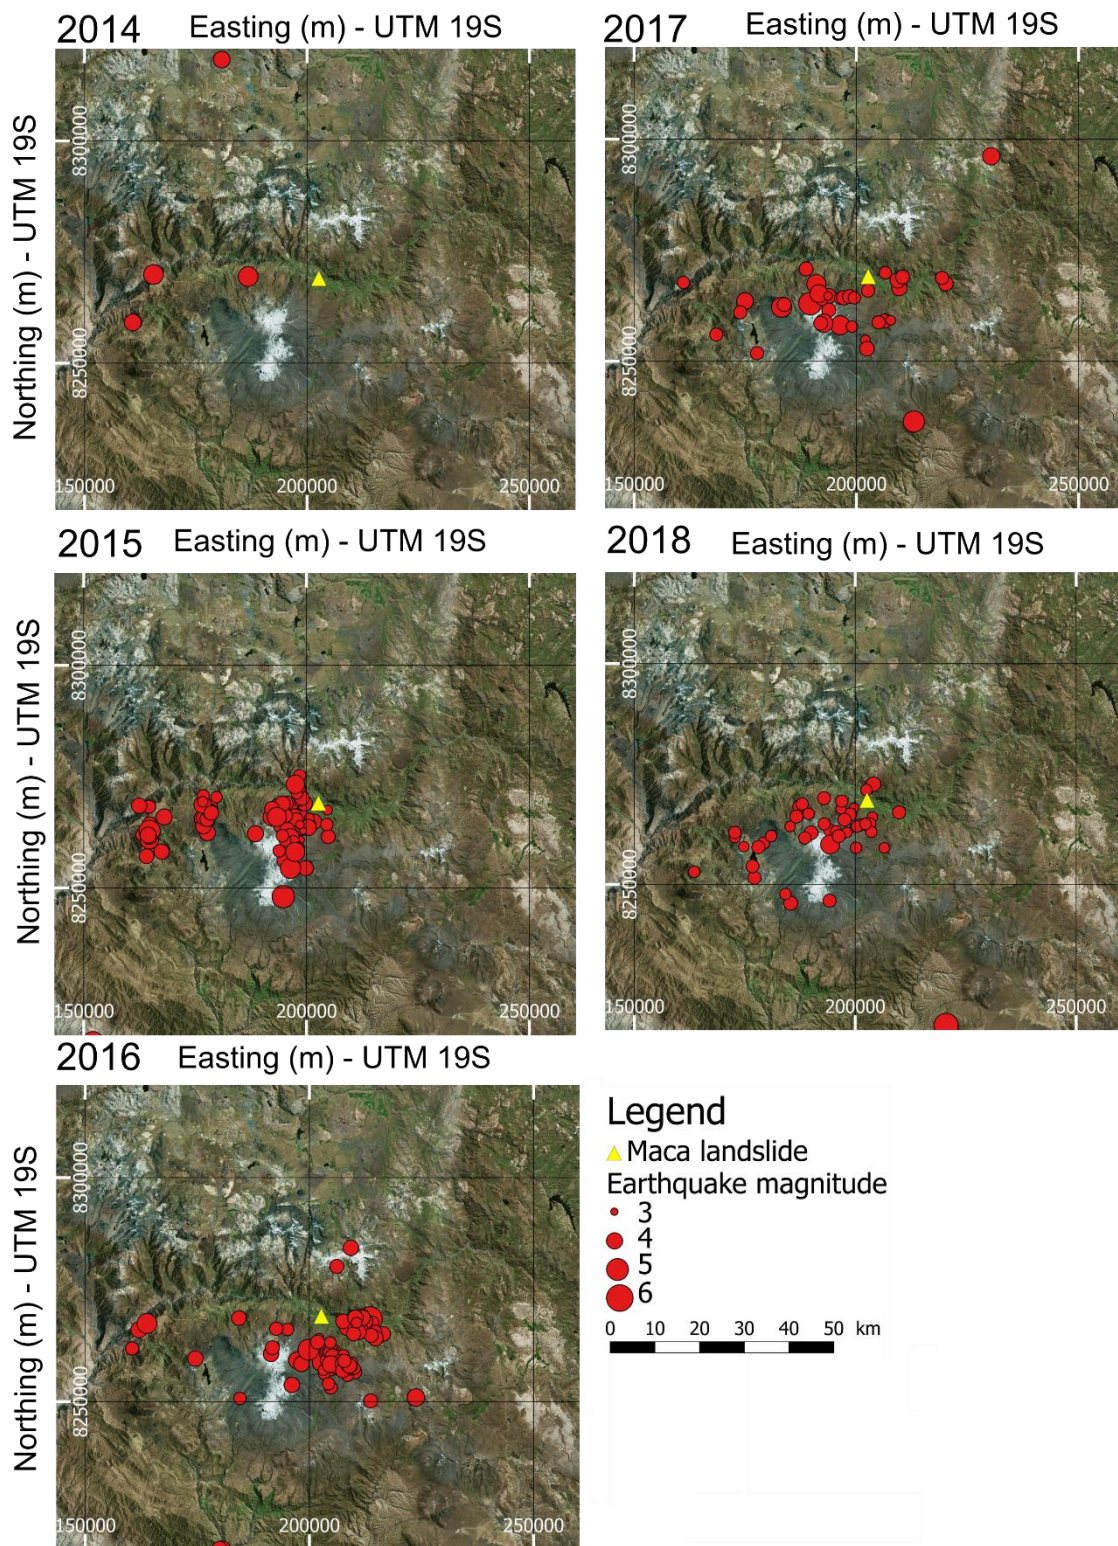 2014 Easting (m) - UTM 19S
Northing (m) - UTM 19S
8300000
8250000
150000 200000 250000
2017 Easting (m) - UTM 19S
8300000
8250000
150000 200000 250000
2015 Easting (m) - UTM 19S
Northing (m) - UTM 19S
8300000
8250000
150000 200000 250000
2018 Easting (m) - UTM 19S
8300000
8250000
150000 200000 250000
2016 Easting (m) - UTM 19S
Northing (m) - UTM 19S
8300000
8250000
150000 200000 250000
Legend
Maca landslide
Earthquake magnitude
3
4
5
6
0 10 20 30 40 50 km